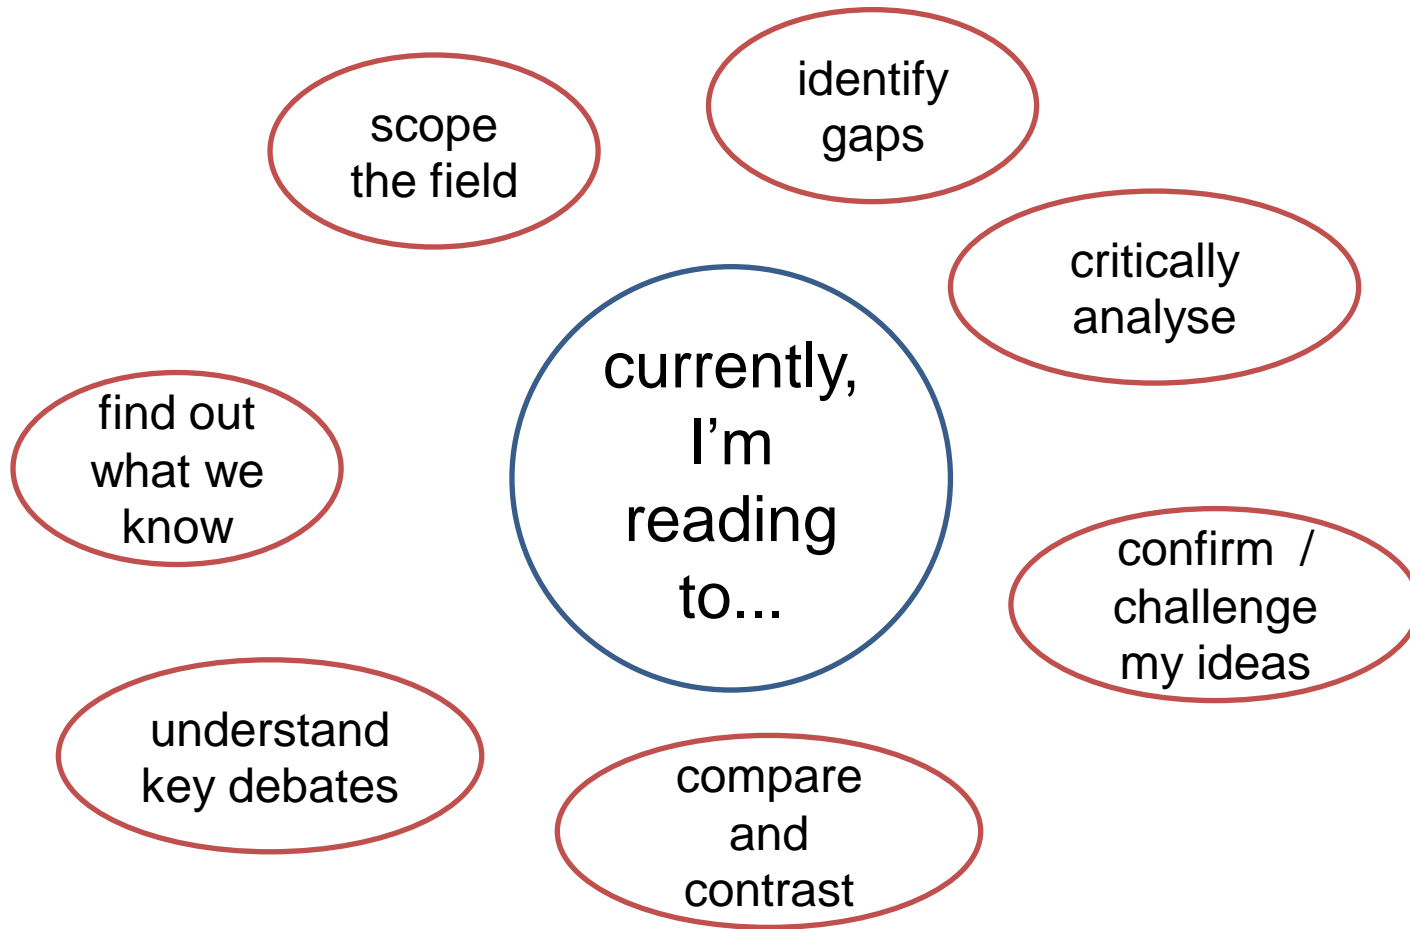 identify
gaps
scope
the field
critically
analyse
currently,
I'm
reading
to...
find out
what we
know
confirm  /
challenge
my ideas
understand
key debates
compare
and
contrast